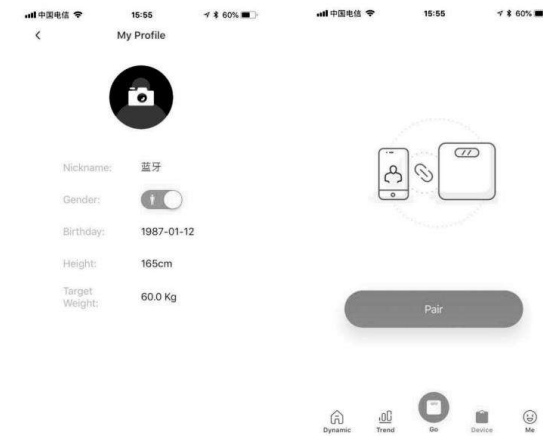 中国电信 15:55 60%
My Profile
Nickname: 蓝牙
Gender:
Birthday: 1987-01-12
Height: 165cm
Target
Weight: 60.0 Kg
中国电信 15:55 60%
Pair
Dynamic Trend Go Device Me